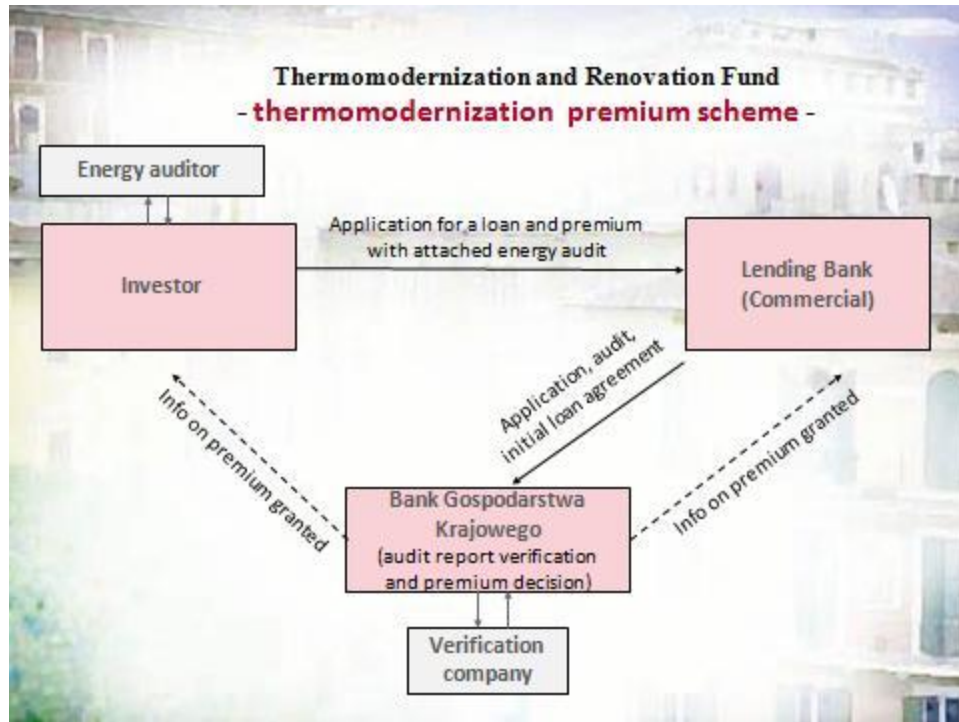 Thermomodernization and Renovation Fund
- thermomodernization premium scheme -
Energy auditor
Application for a loan and premium
with attached energy audit
Investor
Lending Bank
(Commercial)
Application, audit,
initial loan agreement
Info on premium granted
Info on premium granted
Bank Gospodarstwa
Krajowego
(audit report verification
and premium decision)
Verification
company